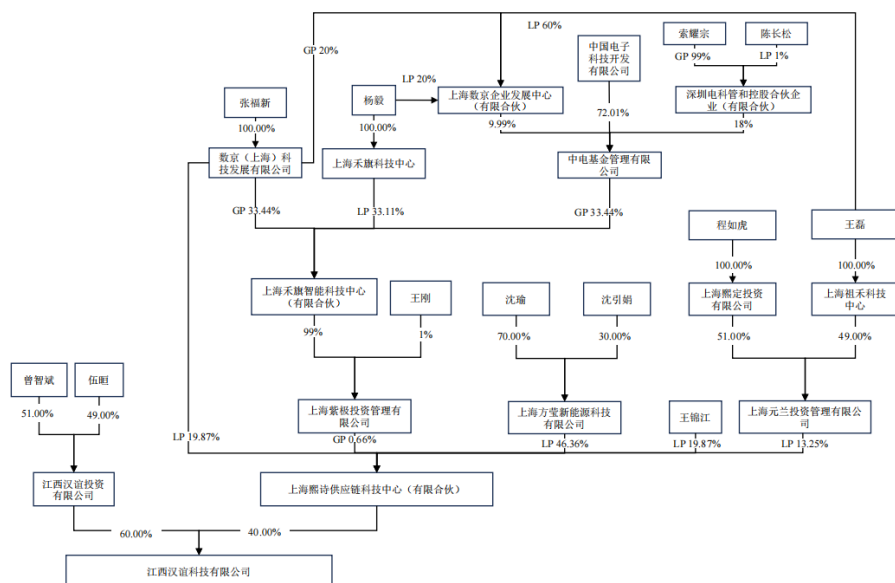 LP 60%
GP 20%
中国电子
科技开发
有限公司
索耀宗
陈长松
GP 99%
LP 1%
LP 20%
张福新
杨毅
上海数京企业发展中心
（有限合伙）
深圳电科管和控股合伙企
业（有限合伙）
72.01%
100.00%
100.00%
9.99%
18%
数京（上海）科
技发展有限公司
上海禾旗科技中心
中电基金管理有限
公司
GP 33.44%
LP 33.11%
GP 33.44%
程如虎
王磊
100.00%
100.00%
上海禾旗智能科技中心
（有限合伙）
王刚
沈瑜
沈引娟
上海熙定投资
有限公司
上海祖禾科技
中心
99%
1%
70.00%
30.00%
51.00%
49.00%
曾智斌
伍晅
51.00%
49.00%
上海紫极投资管理有
限公司
上海方莹新能源科技
有限公司
王锦江
上海元兰投资管理有限公
司
LP 19.87%
GP 0.66%
LP 46.36%
LP 19.87%
LP 13.25%
江西汉谊投资
有限公司
上海熙诗供应链科技中心（有限合伙）
60.00%
40.00%
江西汉谊科技有限公司